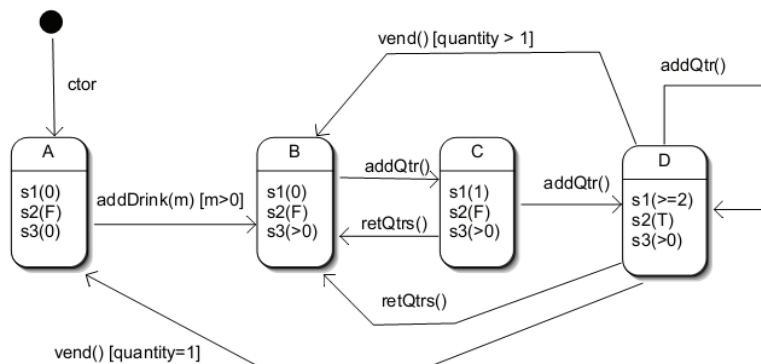 vend() [quantity > 1]
addQtr()
ctor
A
s1(0)
s2(F)
s3(0)
addDrink(m) [m>0]
B
s1(0)
s2(F)
s3(>0)
addQtr()
retQtrs()
C
s1(1)
s2(F)
s3(>0)
addQtr()
D
s1(>=2)
s2(T)
s3(>0)
retQtrs()
vend() [quantity=1]